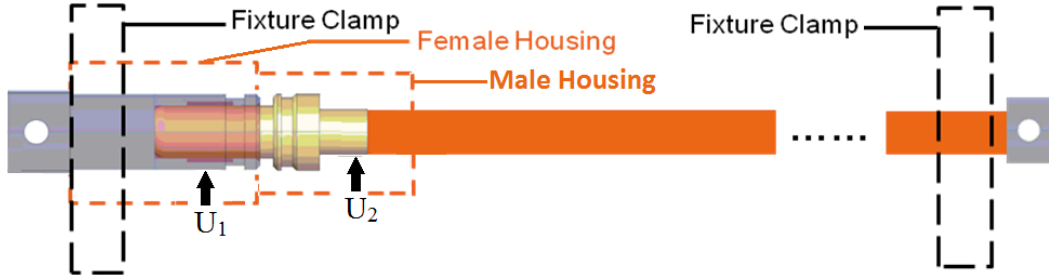 Fixture Clamp
Fixture Clamp
Female Housing
Male Housing
......
U1
U2